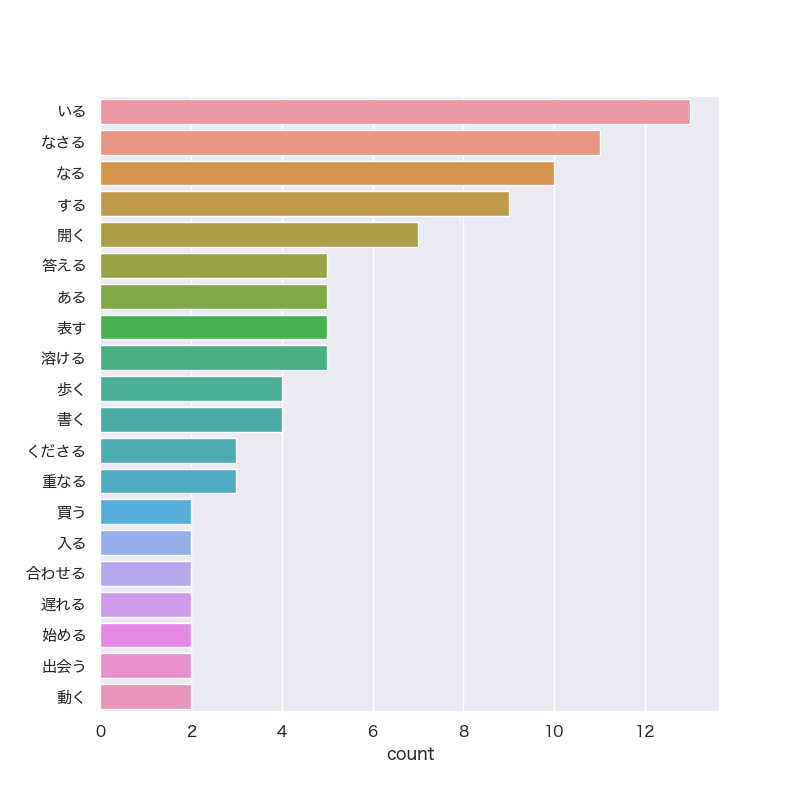 いる
なさる
なる
する
開く
答える
ある
表す
溶ける
歩く
書く
くださる
重なる
買う
入る
合わせる
遅れる
始める
出会う
動く
0 2 4 6 8 10 12
count